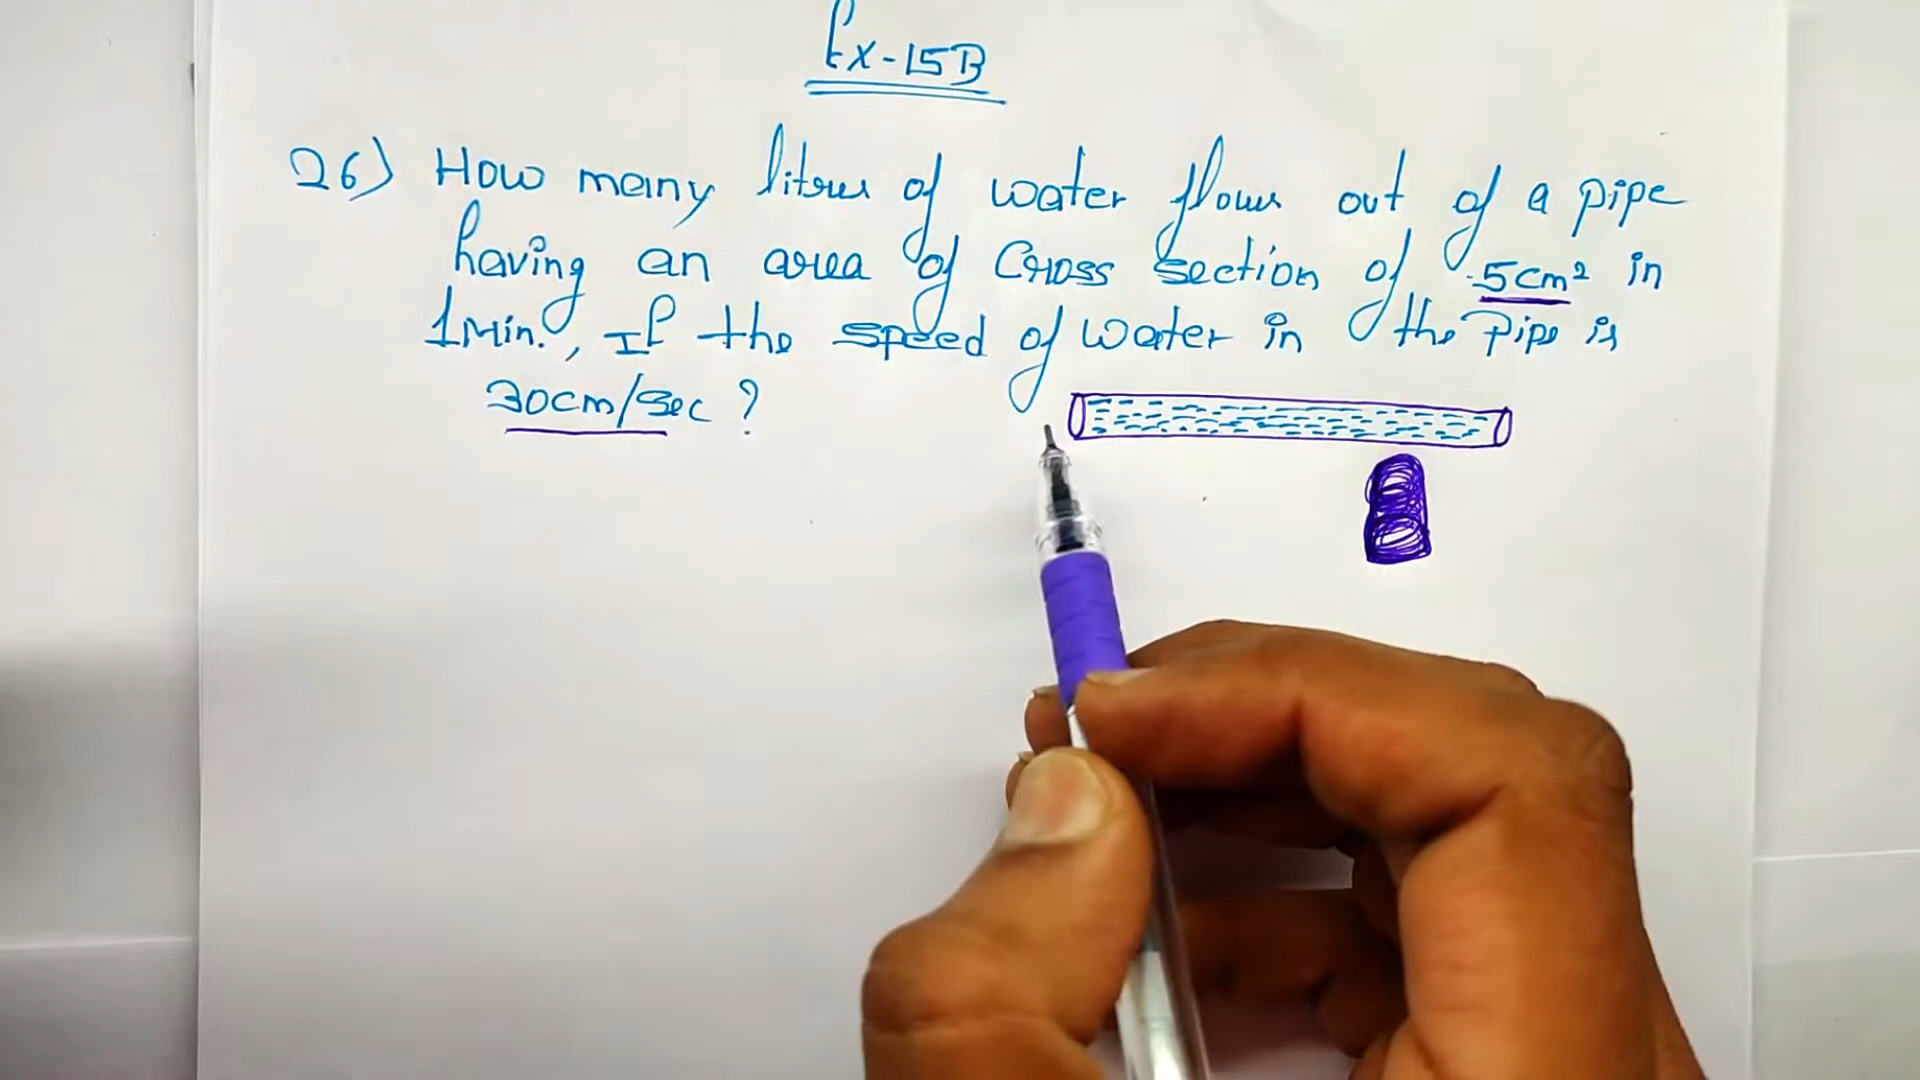 Ex-15B
26) How many litres of water flows out of a pipe
having an area of Cross section of 5cm² in
1Min., If the speed of water in the pipe is
30cm/sec ?